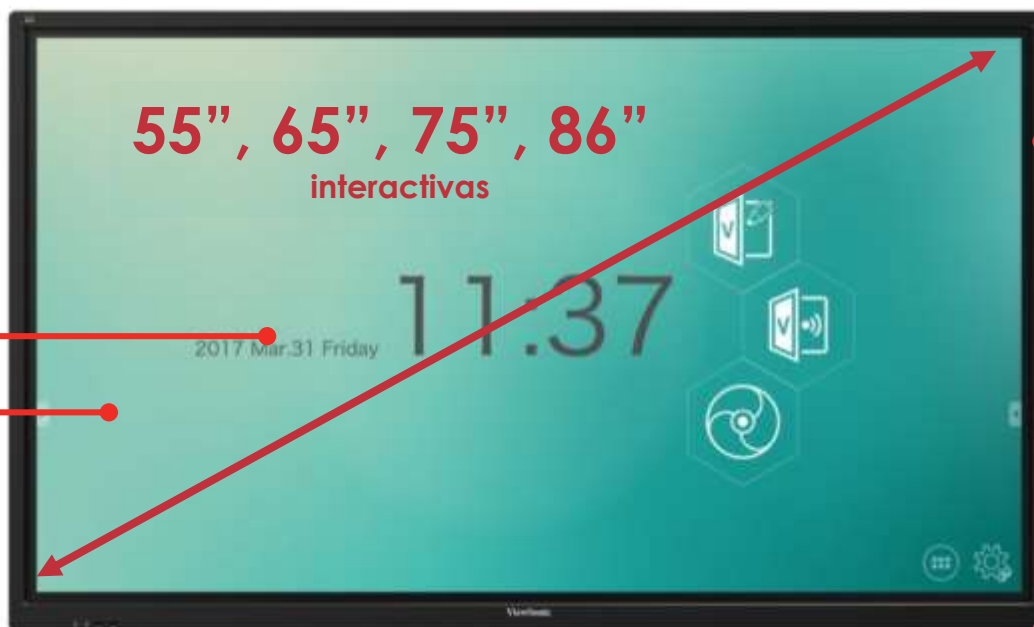 55”, 65”, 75”, 86”
interactivas
11:37
2017 Mar.31 Friday
V
V
ViewSonic